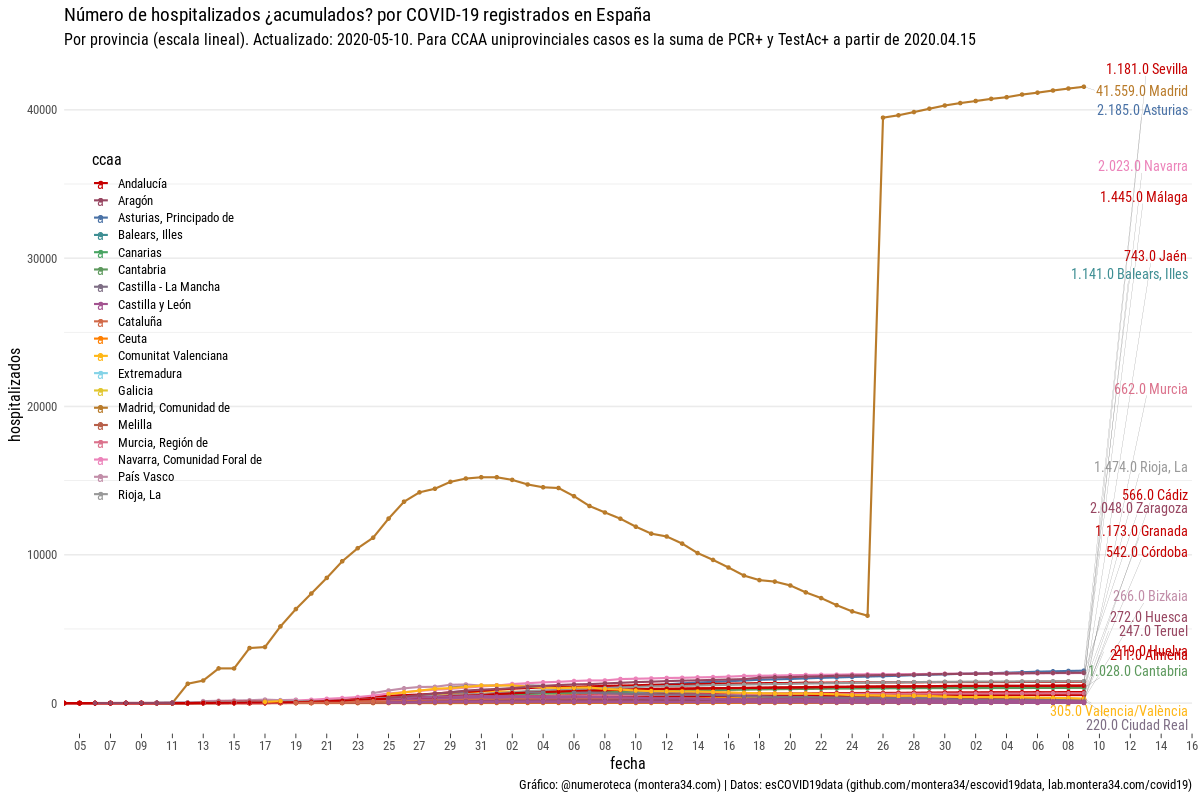 Número de hospitalizados ¿acumulados? por COVID-19 registrados en España
Por provincia (escala lineal). Actualizado: 2020-05-10. Para CCAA uniprovinciales casos es la suma de PCR+ y TestAc+ a partir de 2020.04.15
1.181.0 Sevilla
41.559.0 Madrid
2.185.0 Asturias
2.023.0 Navarra
1.445.0 Málaga
743.0 Jaén
1.141.0 Balears, Illes
662.0 Murcia
1.474.0 Rioja, La
566.0 Cádiz
2.048.0 Zaragoza
1.173.0 Granada
542.0 Córdoba
266.0 Bizkaia
272.0 Huesca
247.0 Teruel
219.0 Huelva
211.0 Almería
1.028.0 Cantabria
305.0 Valencia/València
220.0 Ciudad Real
40000
30000
20000
10000
0
hospitalizados
ccaa
Andalucía
Aragón
Asturias, Principado de
Balears, Illes
Canarias
Cantabria
Castilla - La Mancha
Castilla y León
Cataluña
Ceuta
Comunitat Valenciana
Extremadura
Galicia
Madrid, Comunidad de
Melilla
Murcia, Región de
Navarra, Comunidad Foral de
País Vasco
Rioja, La
05 07 09 11 13 15 17 19 21 23 25 27 29 31 02 04 06 08 10 12 14 16 18 20 22 24 26 28 30 02 04 06 08 10 12 14 16
fecha
Gráfico: @numeroteca (montera34.com) | Datos: esCOVID19data (github.com/montera34/escovid19data, lab.montera34.com/covid19)